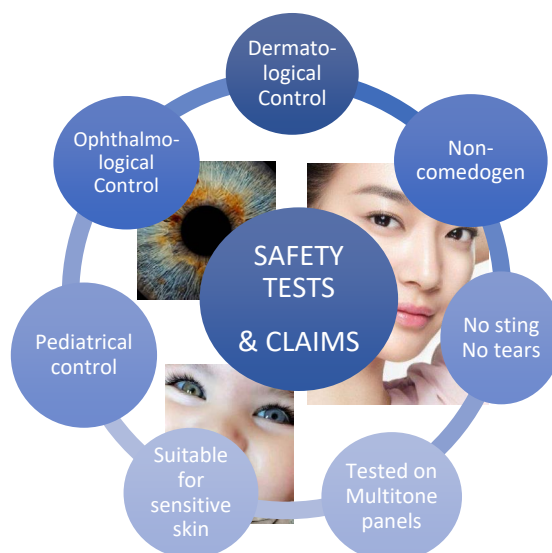 Dermato-
logical
Control
Non-
comedogen
No sting
No tears
Tested on
Multitone
panels
Suitable
for
sensitive
skin
Pediatrical
control
Ophthalmo-
logical
Control
SAFETY
TESTS
& CLAIMS